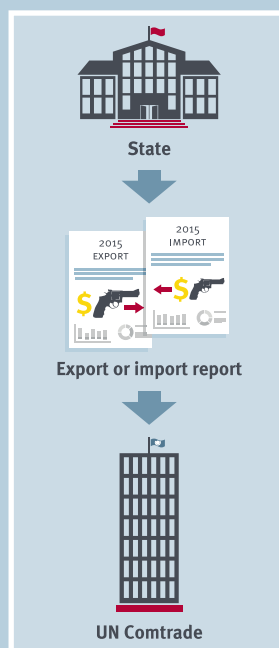 State
2015
EXPORT
2015
IMPORT
$
$
Export or import report
UN Comtrade